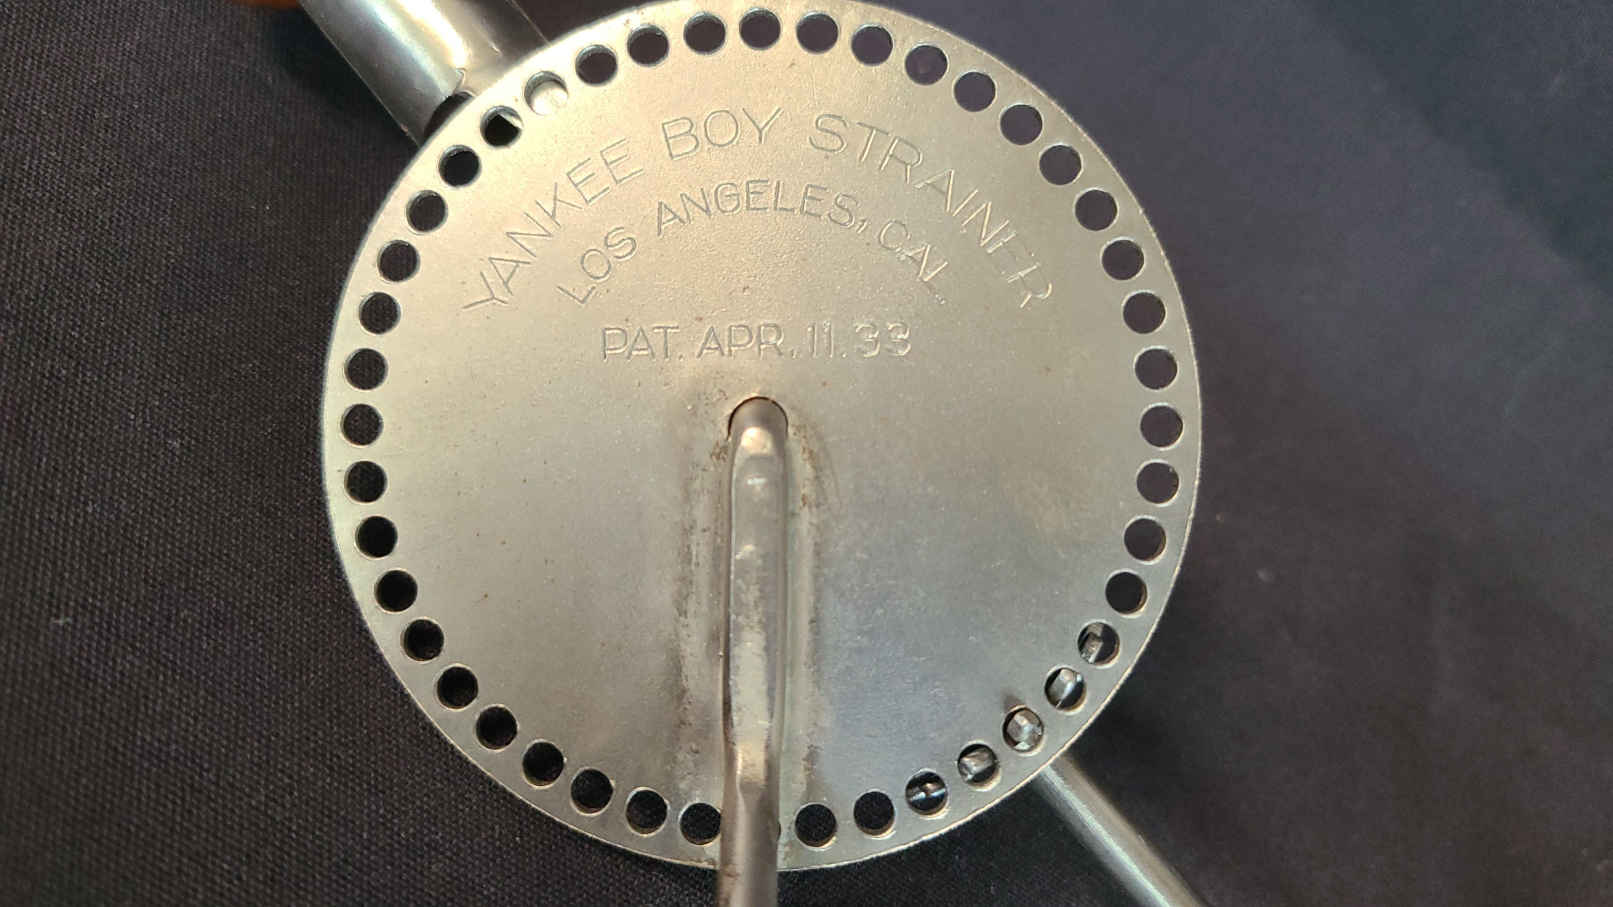 YANKEE BOY STRAINER
LOS ANGELES, CAL.
PAT. APR. 11. 33